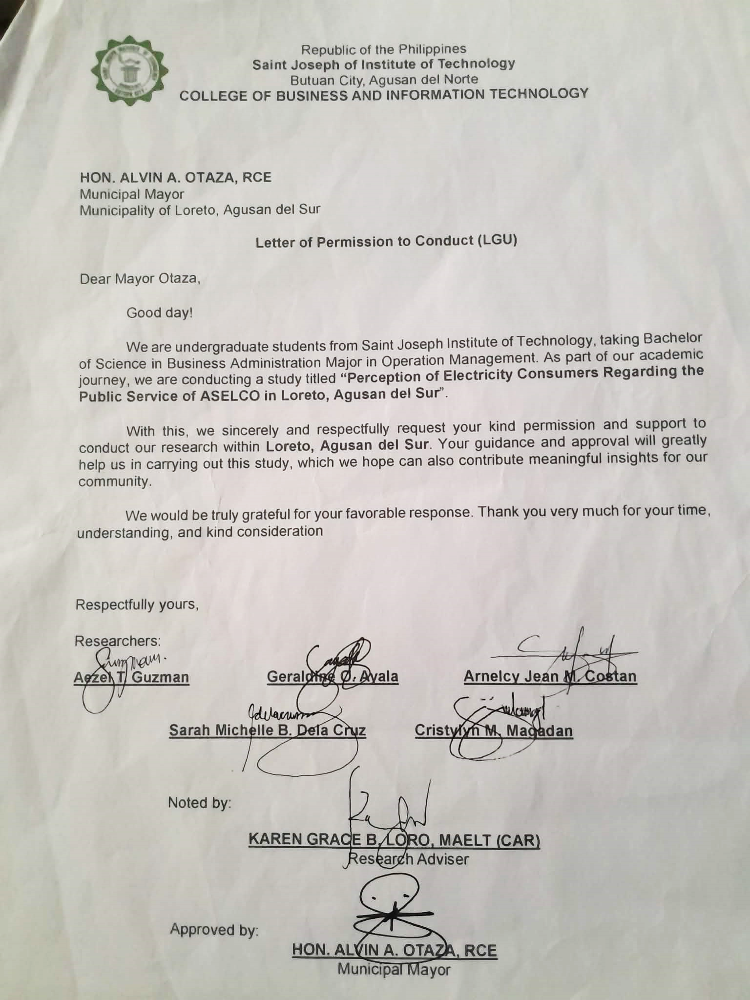 Republic of the Philippines
Saint Joseph of Institute of Technology
Butuan City, Agusan del Norte
COLLEGE OF BUSINESS AND INFORMATION TECHNOLOGY
HON. ALVIN A. OTAZA, RCE
Municipal Mayor
Municipality of Loreto, Agusan del Sur
Letter of Permission to Conduct (LGU)
Dear Mayor Otaza,
Good day!
We are undergraduate students from Saint Joseph Institute of Technology, taking Bachelor
of Science in Business Administration Major in Operation Management. As part of our academic
journey, we are conducting a study titled “Perception of Electricity Consumers Regarding the
Public Service of ASELCO in Loreto, Agusan del Sur”.
With this, we sincerely and respectfully request your kind permission and support to
conduct our research within Loreto, Agusan del Sur. Your guidance and approval will greatly
help us in carrying out this study, which we hope can also contribute meaningful insights for our
community.
We would be truly grateful for your favorable response. Thank you very much for your time,
understanding, and kind consideration
Respectfully yours,
Researchers:
Aezel T. Guzman Geraldine O. Ayala Arnelcy Jean M. Costan
Sarah Michelle B. Dela Cruz Cristylyn M. Magadan
Noted by:
KAREN GRACE B. LORO, MAELT (CAR)
Research Adviser
Approved by:
HON. ALVIN A. OTAZA, RCE
Municipal Mayor